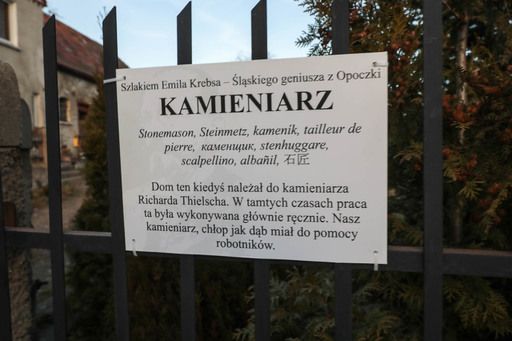 Szlakiem Emila Krebsa – Śląskiego geniusza z Opoczki
KAMIENIARZ
Stonemason, Steinmetz, kamenik, tailleur de
pierre, каменщик, stenhuggare,
scalpellino, albañil, 石匠
Dom ten kiedyś należał do kamieniarza
Richarda Thielscha. W tamtych czasach praca
ta była wykonywana głównie ręcznie. Nasz
kamieniarz, chłop jak dąb miał do pomocy
robotników.